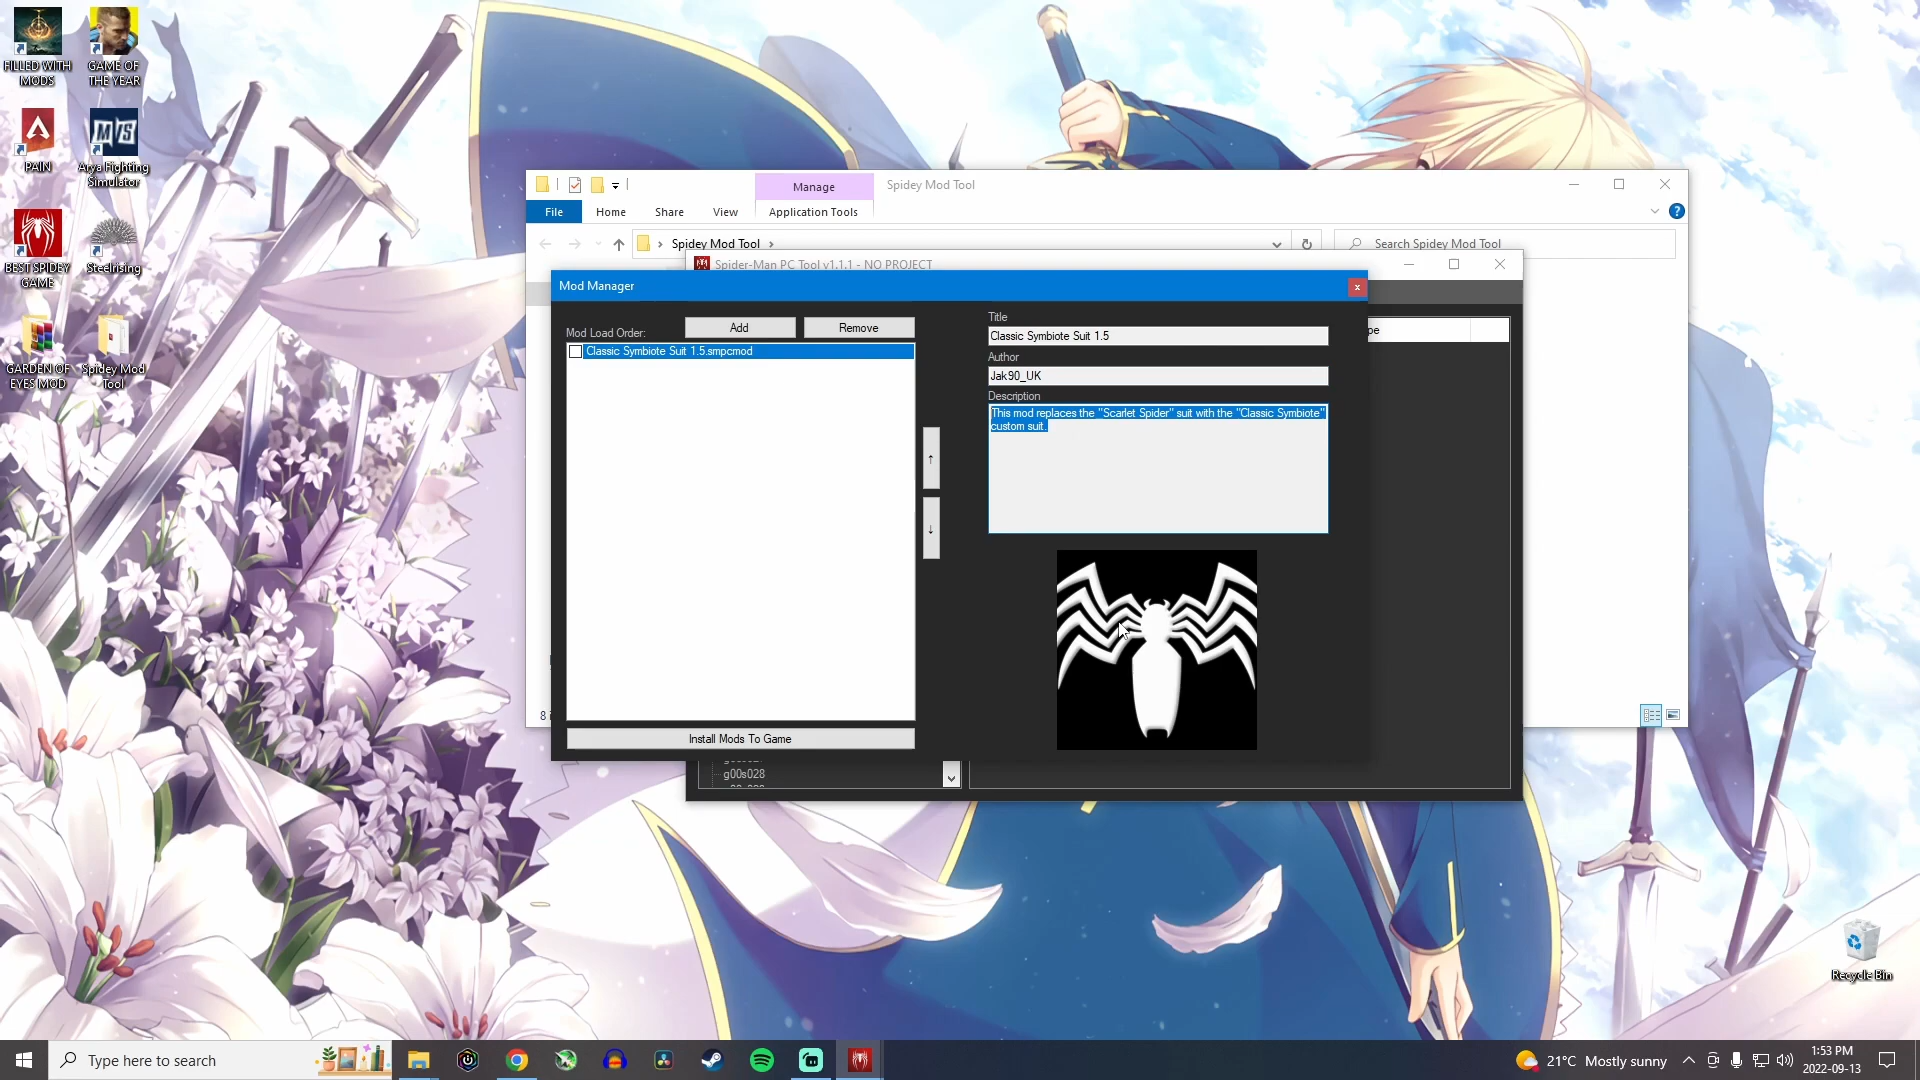 FILLED WITH MODS
GAME OF THE YEAR
PAIN
Arya Fighting Simulator
BEST SPIDEY GAME
Steelrising
GARDEN OF EYES MOD
Spidey Mod Tool
Manage
Spidey Mod Tool
File
Home
Share
View
Application Tools
Spidey Mod Tool
Search Spidey Mod Tool
Spider-Man PC Tool v1.1.1 - NO PROJECT
Mod Manager
Mod Load Order:
Add
Remove
Classic Symbiote Suit 1.5.smpcmod
Install Mods To Game
Title
Classic Symbiote Suit 1.5
Author
Jak90_UK
Description
This mod replaces the "Scarlet Spider" suit with the "Classic Symbiote"
custom suit.
g00s028
Recycle Bin
Type here to search
21°C Mostly sunny
1:53 PM
2022-09-13